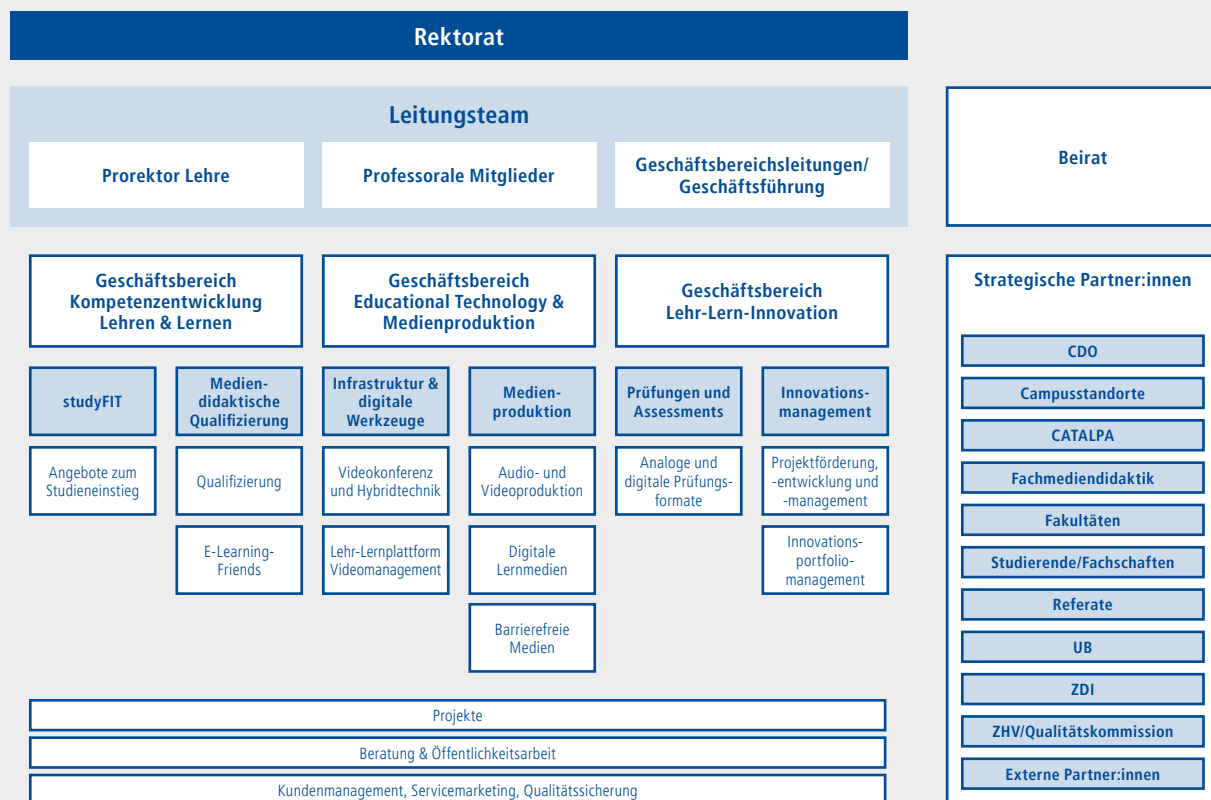 Rektorat
Leitungsteam
Prorektor Lehre
Professorale Mitglieder
Geschäftsbereichsleitungen/
Geschäftsführung
Beirat
Geschäftsbereich
Kompetenzentwicklung
Lehren & Lernen
Geschäftsbereich
Educational Technology &
Medienproduktion
Geschäftsbereich
Lehr-Lern-Innovation
studyFIT
Medien-
didaktische
Qualifizierung
Infrastruktur &
digitale
Werkzeuge
Medien-
produktion
Prüfungen und
Assessments
Innovations-
management
Angebote zum
Studieneinstieg
Qualifizierung
Videokonferenz
und Hybridtechnik
Audio- und
Videoproduktion
Analoge und
digitale Prüfungs-
formate
Projektförderung,
-entwicklung und
-management
E-Learning-
Friends
Lehr-Lernplattform
Videomanagement
Digitale
Lernmedien
Innovations-
portfolio-
management
Barrierefreie
Medien
Projekte
Beratung & Öffentlichkeitsarbeit
Kundenmanagement, Servicemarketing, Qualitätssicherung
Strategische Partner:innen
CDO
Campusstandorte
CATALPA
Fachmediendidaktik
Fakultäten
Studierende/Fachschaften
Referate
UB
ZDI
ZHV/Qualitätskommission
Externe Partner:innen